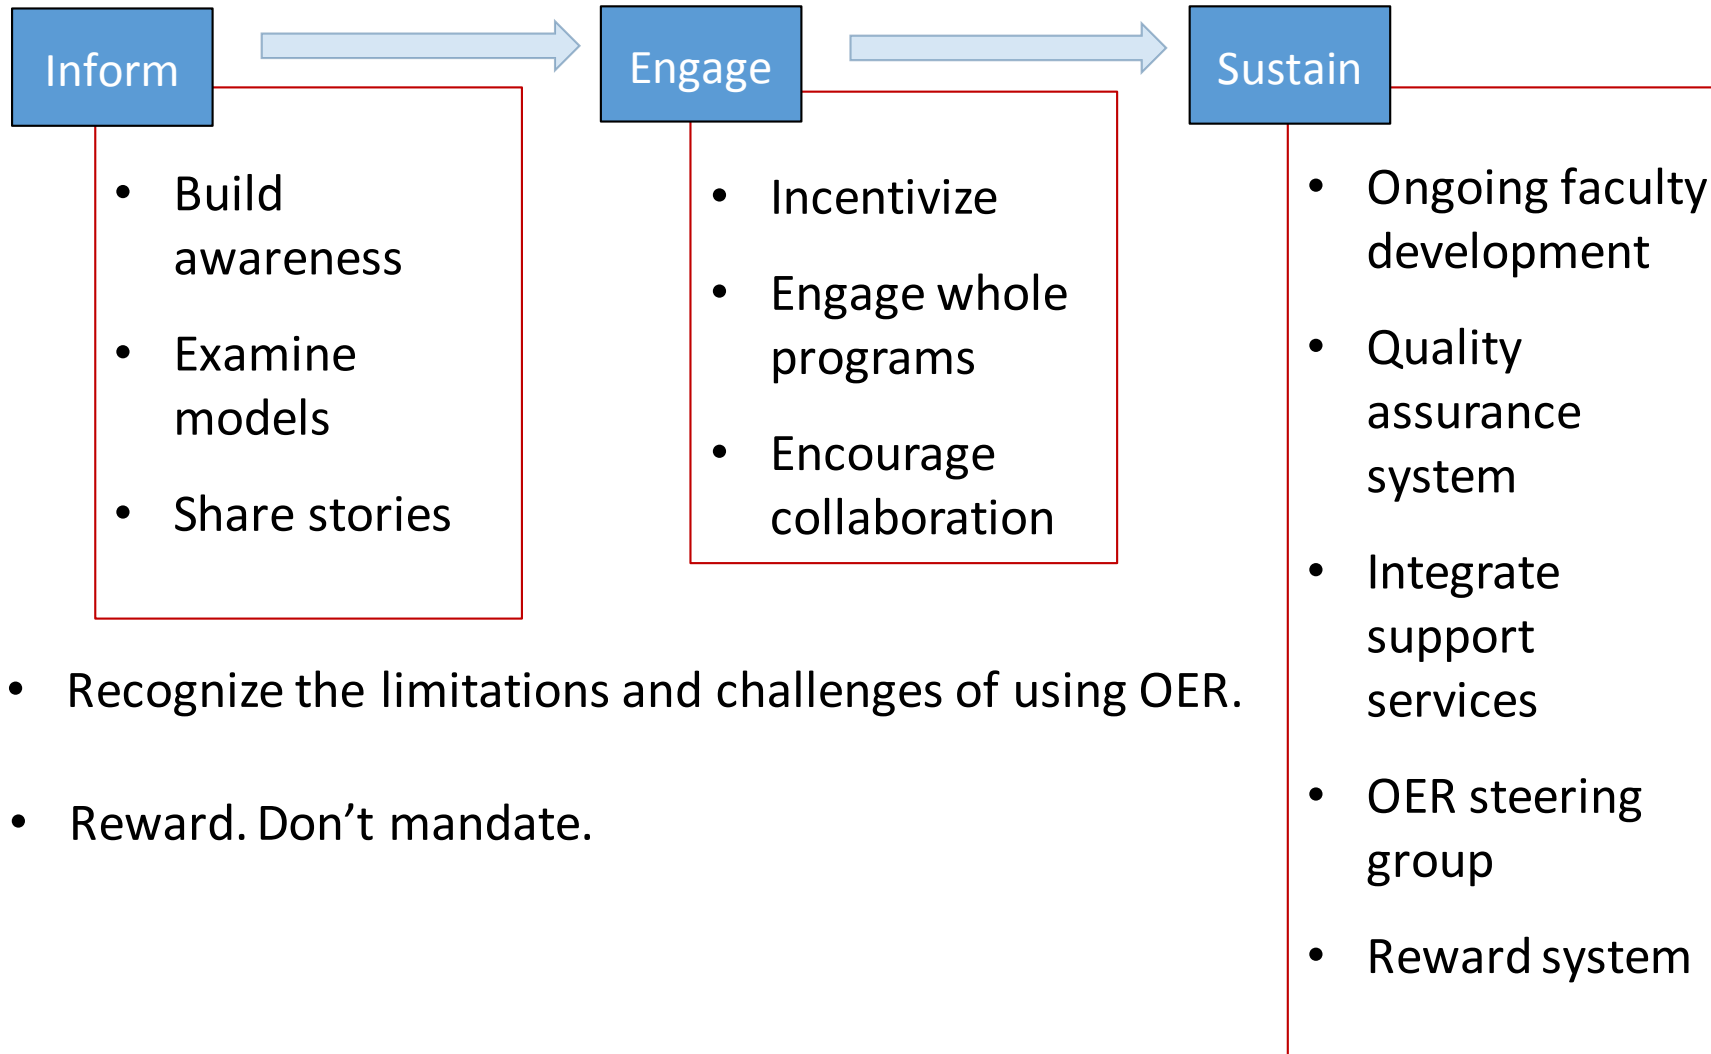 Inform
• Build
awareness
• Examine
models
• Share stories
Engage
• Incentivize
• Engage whole
programs
• Encourage
collaboration
Sustain
• Ongoing faculty
development
• Quality
assurance
system
• Integrate
support
services
• OER steering
group
• Reward system
• Recognize the limitations and challenges of using OER.
• Reward. Don’t mandate.